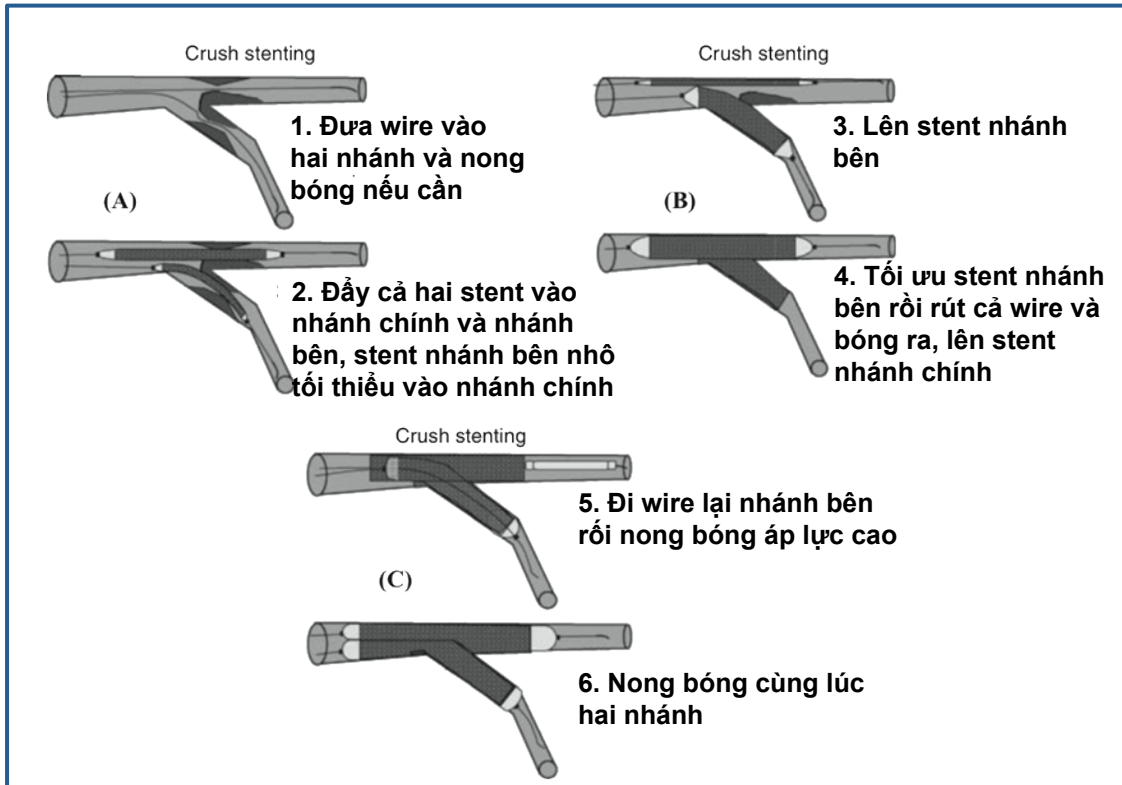 Crush stenting
1. Đưa wire vào
hai nhánh và nong
bóng nếu cần
(A)
2. Đẩy cả hai stent vào
nhánh chính và nhánh
bên, stent nhánh bên nhô
tối thiểu vào nhánh chính
Crush stenting
3. Lên stent nhánh
bên
(B)
4. Tối ưu stent nhánh
bên rồi rút cả wire và
bóng ra, lên stent
nhánh chính
Crush stenting
5. Đi wire lại nhánh bên
rối nong bóng áp lực cao
(C)
6. Nong bóng cùng lúc
hai nhánh